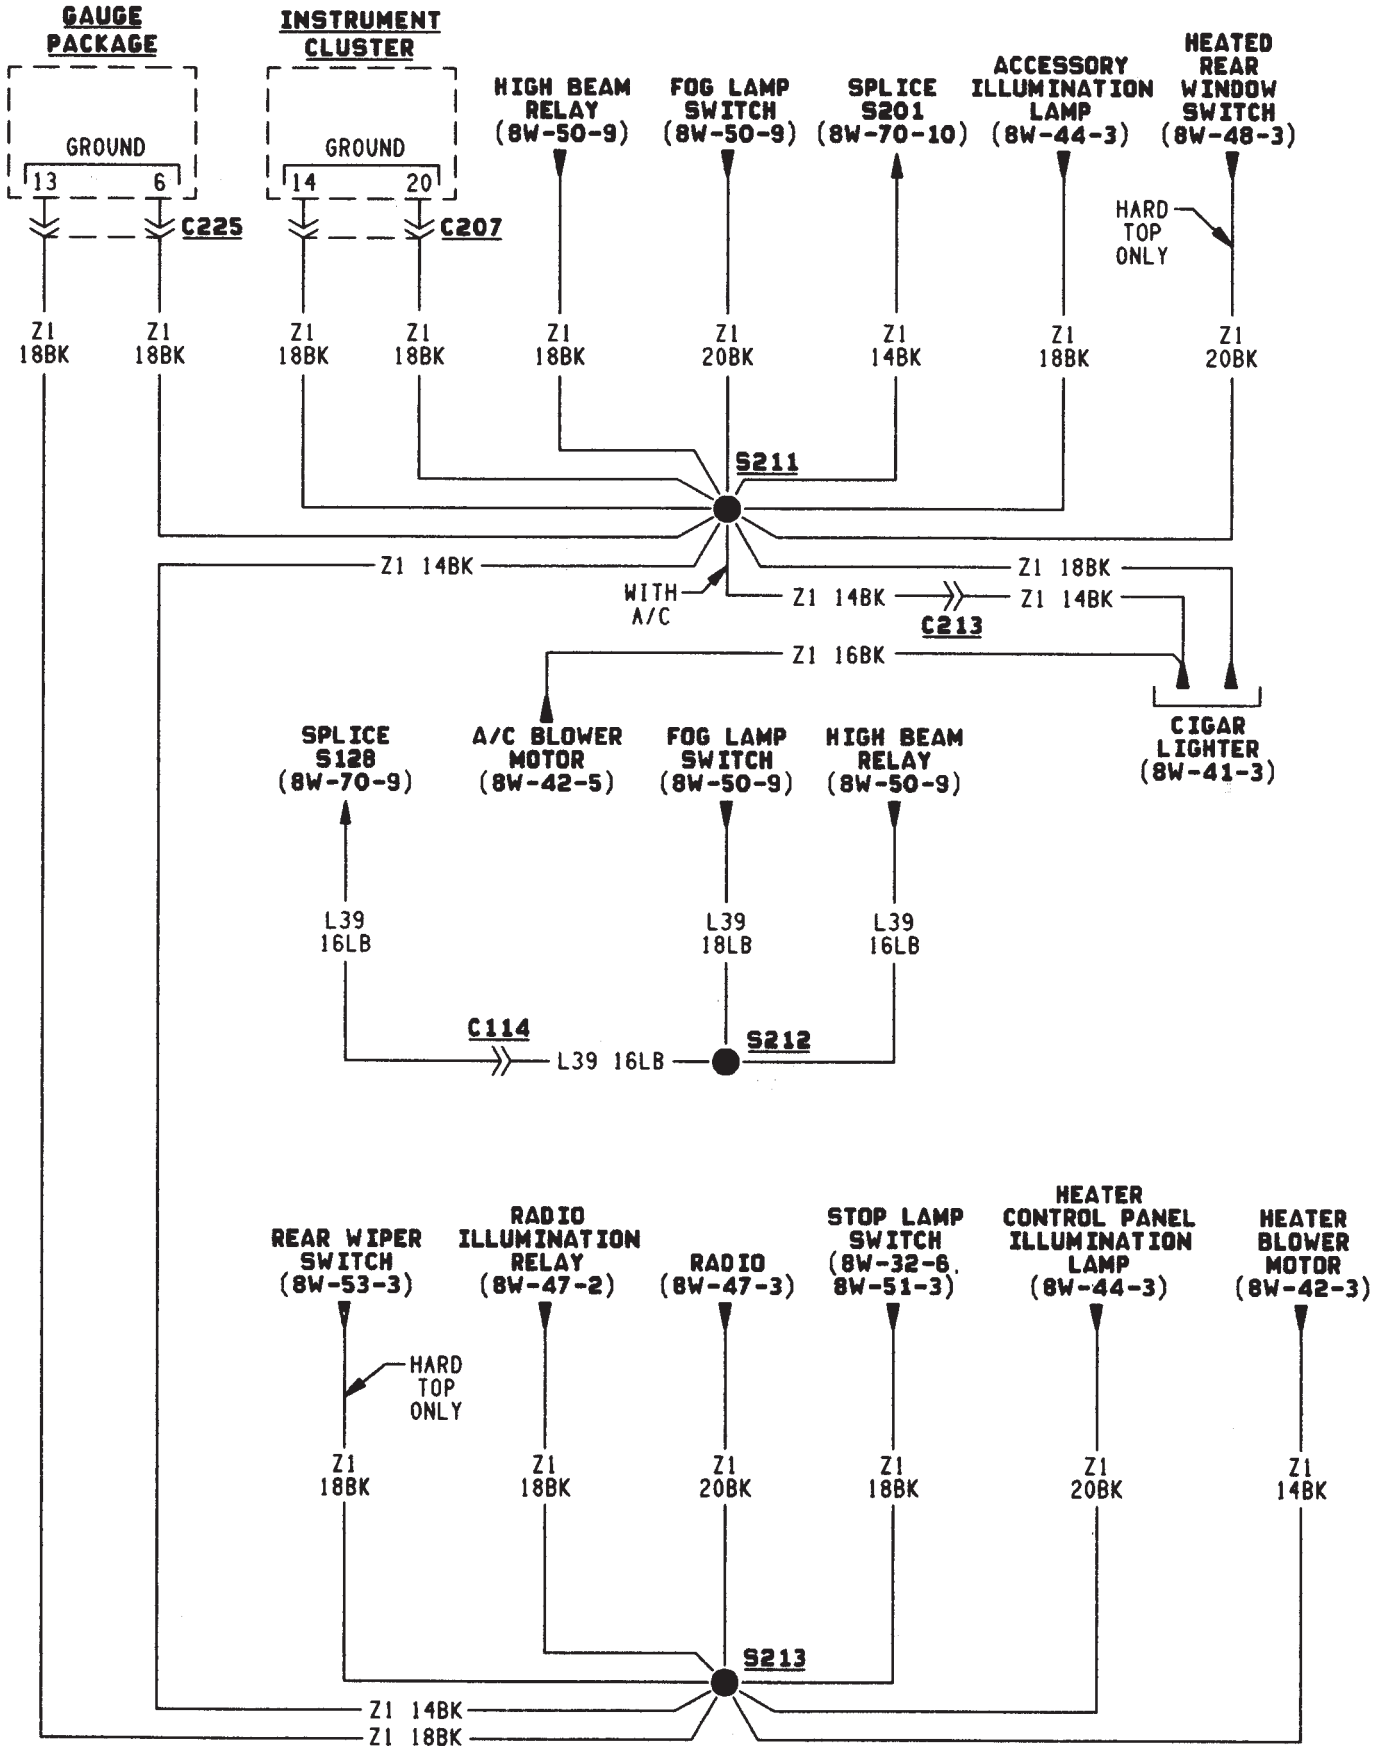 GAUGE
PACKAGE
INSTRUMENT
CLUSTER
HIGH BEAM
RELAY
(8W-50-9)
FOG LAMP
SWITCH
(8W-50-9)
SPLICE
S201
(8W-70-10)
ACCESSORY
ILLUMINATION
LAMP
(8W-44-3)
HEATED
REAR
WINDOW
SWITCH
(8W-48-3)
GROUND
13 6
GROUND
14 20
C225
C207
HARD
TOP
ONLY
Z1
18BK
Z1
18BK
Z1
18BK
Z1
18BK
Z1
18BK
Z1
20BK
Z1
14BK
Z1
18BK
Z1
20BK
S211
Z1 14BK
WITH
A/C
Z1 18BK
Z1 14BK
Z1 14BK
C213
Z1 16BK
CIGAR
LIGHTER
(8W-41-3)
SPLICE
S128
(8W-70-9)
A/C BLOWER
MOTOR
(8W-42-5)
FOG LAMP
SWITCH
(8W-50-9)
HIGH BEAM
RELAY
(8W-50-9)
L39
16LB
L39
18LB
L39
16LB
C114
L39 16LB
S212
REAR WIPER
SWITCH
(8W-53-3)
RADIO
ILLUMINATION
RELAY
(8W-47-2)
RADIO
(8W-47-3)
STOP LAMP
SWITCH
(8W-32-6,
8W-51-3)
HEATER
CONTROL PANEL
ILLUMINATION
LAMP
(8W-44-3)
HEATER
BLOWER
MOTOR
(8W-42-3)
HARD
TOP
ONLY
Z1
18BK
Z1
18BK
Z1
20BK
Z1
18BK
Z1
20BK
Z1
14BK
S213
Z1 14BK
Z1 18BK